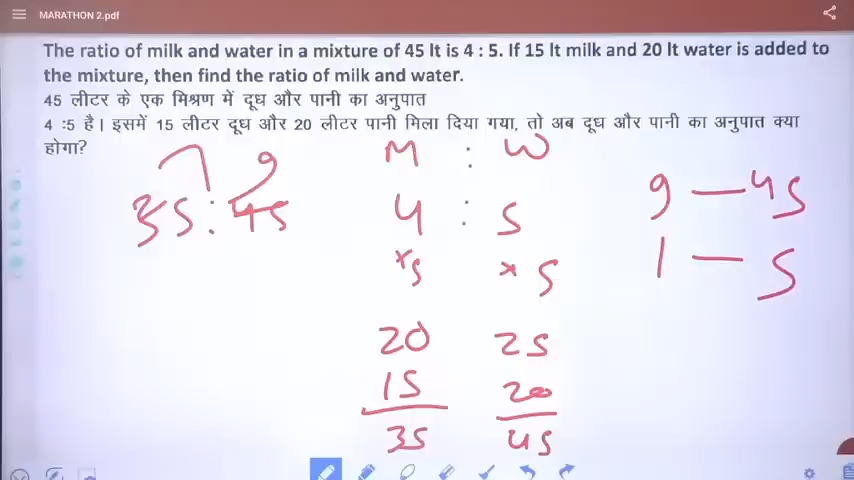 MARATHON 2.pdf
The ratio of milk and water in a mixture of 45 lt is 4 : 5. If 15 lt milk and 20 lt water is added to
the mixture, then find the ratio of milk and water.
45 लीटर के एक मिश्रण में दूध और पानी का अनुपात
4 :5 है। इसमें 15 लीटर दूध और 20 लीटर पानी मिला दिया गया, तो अब दूध और पानी का अनुपात क्या
होगा?
M : W
7 9
35 : 45
4 : 5
9 — 45
×5 × 5
1 — 5
20 25
15 20
35 45